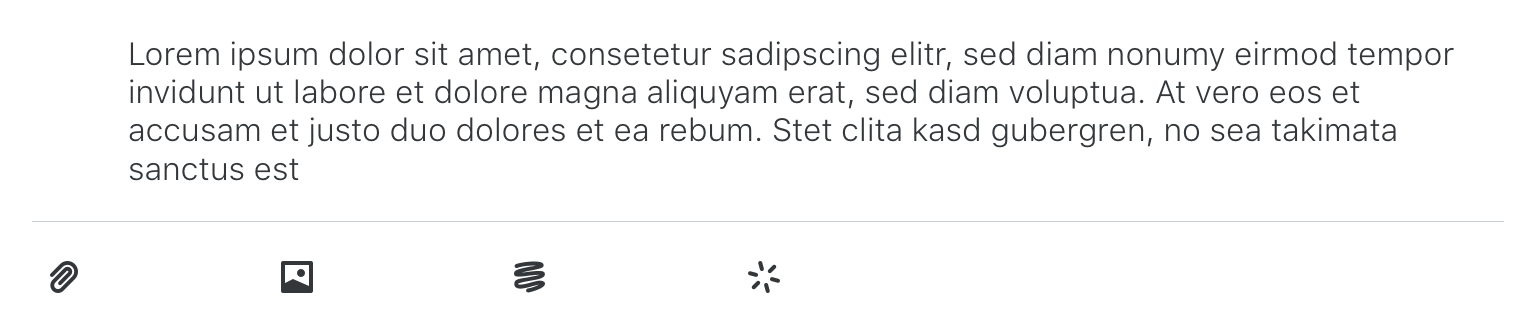 Lorem ipsum dolor sit amet, consetetur sadipscing elitr, sed diam nonumy eirmod tempor
invidunt ut labore et dolore magna aliquyam erat, sed diam voluptua. At vero eos et
accusam et justo duo dolores et ea rebum. Stet clita kasd gubergren, no sea takimata
sanctus est